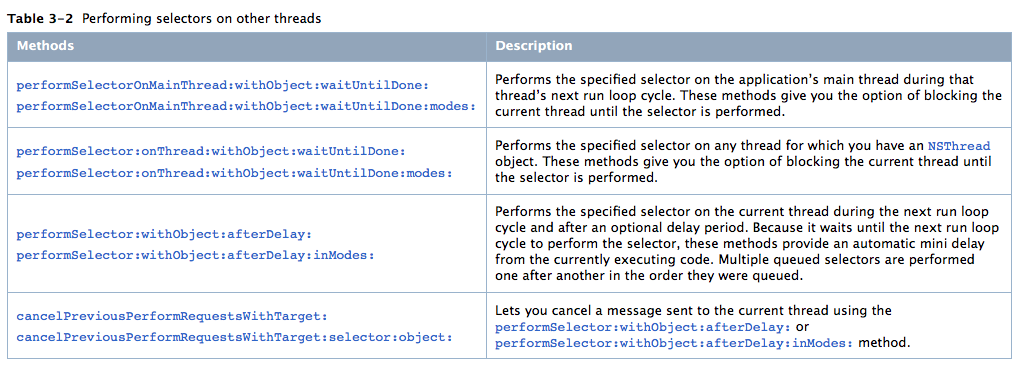 Table 3-2 Performing selectors on other threads
Methods
Description
performSelectorOnMainThread:withObject:waitUntilDone:
performSelectorOnMainThread:withObject:waitUntilDone:modes:
Performs the specified selector on the application's main thread during that
thread's next run loop cycle. These methods give you the option of blocking the
current thread until the selector is performed.
performSelector:onThread:withObject:waitUntilDone:
performSelector:onThread:withObject:waitUntilDone:modes:
Performs the specified selector on any thread for which you have an NSThread
object. These methods give you the option of blocking the current thread until
the selector is performed.
performSelector:withObject:afterDelay:
performSelector:withObject:afterDelay:inModes:
Performs the specified selector on the current thread during the next run loop
cycle and after an optional delay period. Because it waits until the next run loop
cycle to perform the selector, these methods provide an automatic mini delay
from the currently executing code. Multiple queued selectors are performed
one after another in the order they were queued.
cancelPreviousPerformRequestsWithTarget:
cancelPreviousPerformRequestsWithTarget:selector:object:
Lets you cancel a message sent to the current thread using the
performSelector:withObject:afterDelay: or
performSelector:withObject:afterDelay:inModes: method.